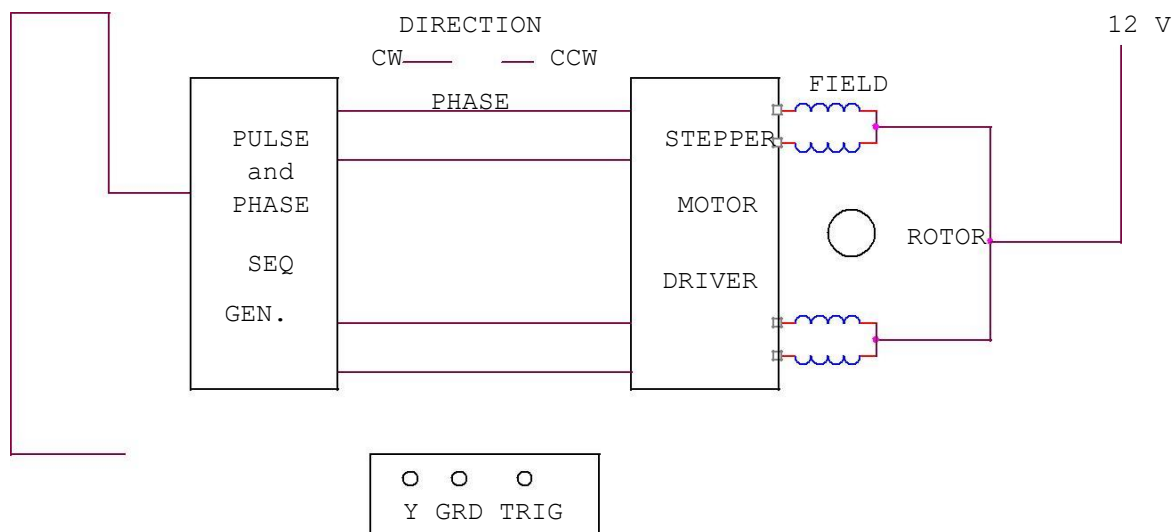 DIRECTION
12 V
CW
CCW
FIELD
PHASE
PULSE
and
PHASE
SEQ
GEN.
STEPPER
MOTOR
DRIVER
ROTOR
Y GRD TRIG